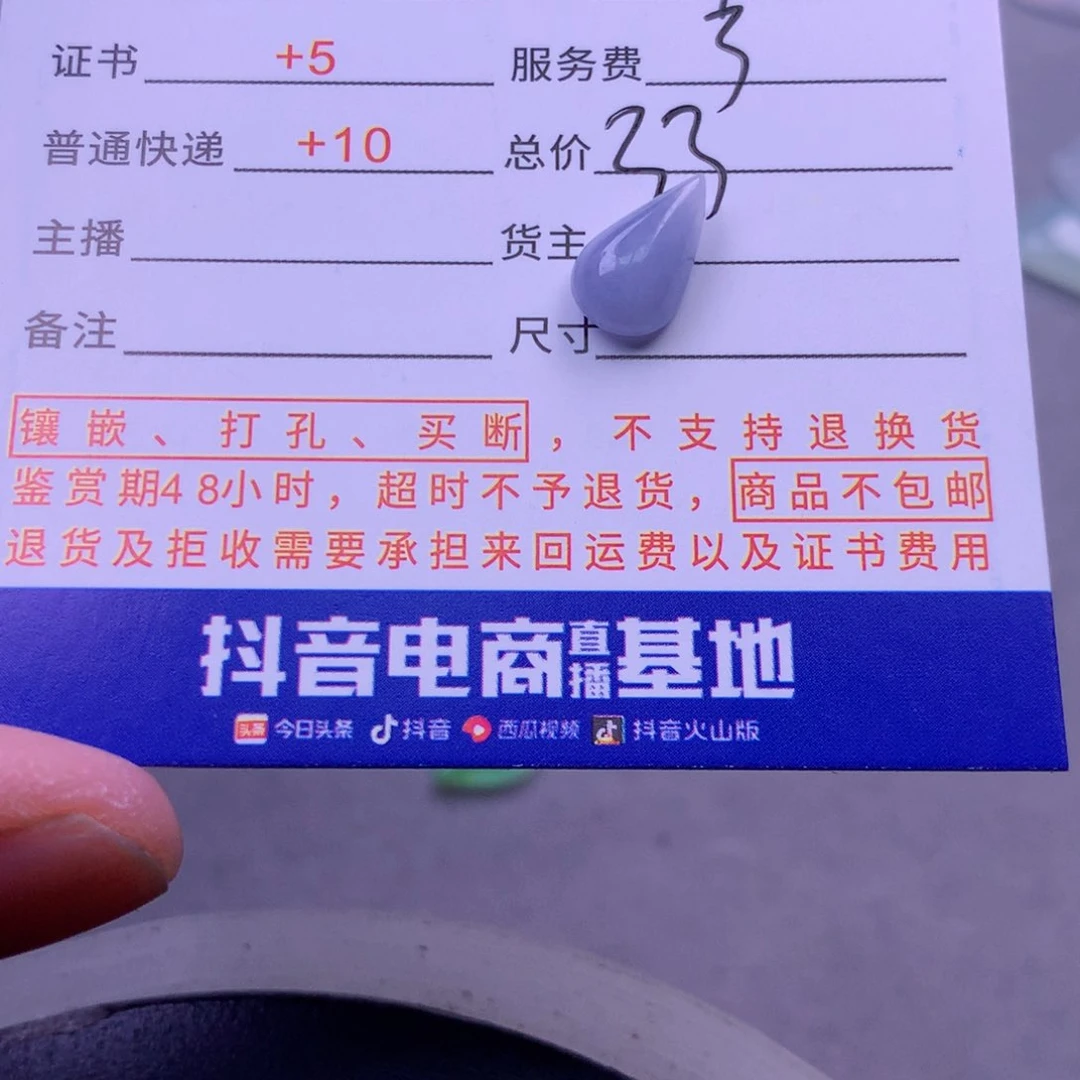 证书 +5 服务费 3
普通快递 +10 总价 33
主播 货主
备注 尺寸
镶嵌、打孔、买断，不支持退换货
鉴赏期48小时，超时不予退货，商品不包邮
退货及拒收需要承担来回运费以及证书费用
抖音电商直播基地
头条 今日头条 抖音 西瓜视频 抖音火山版